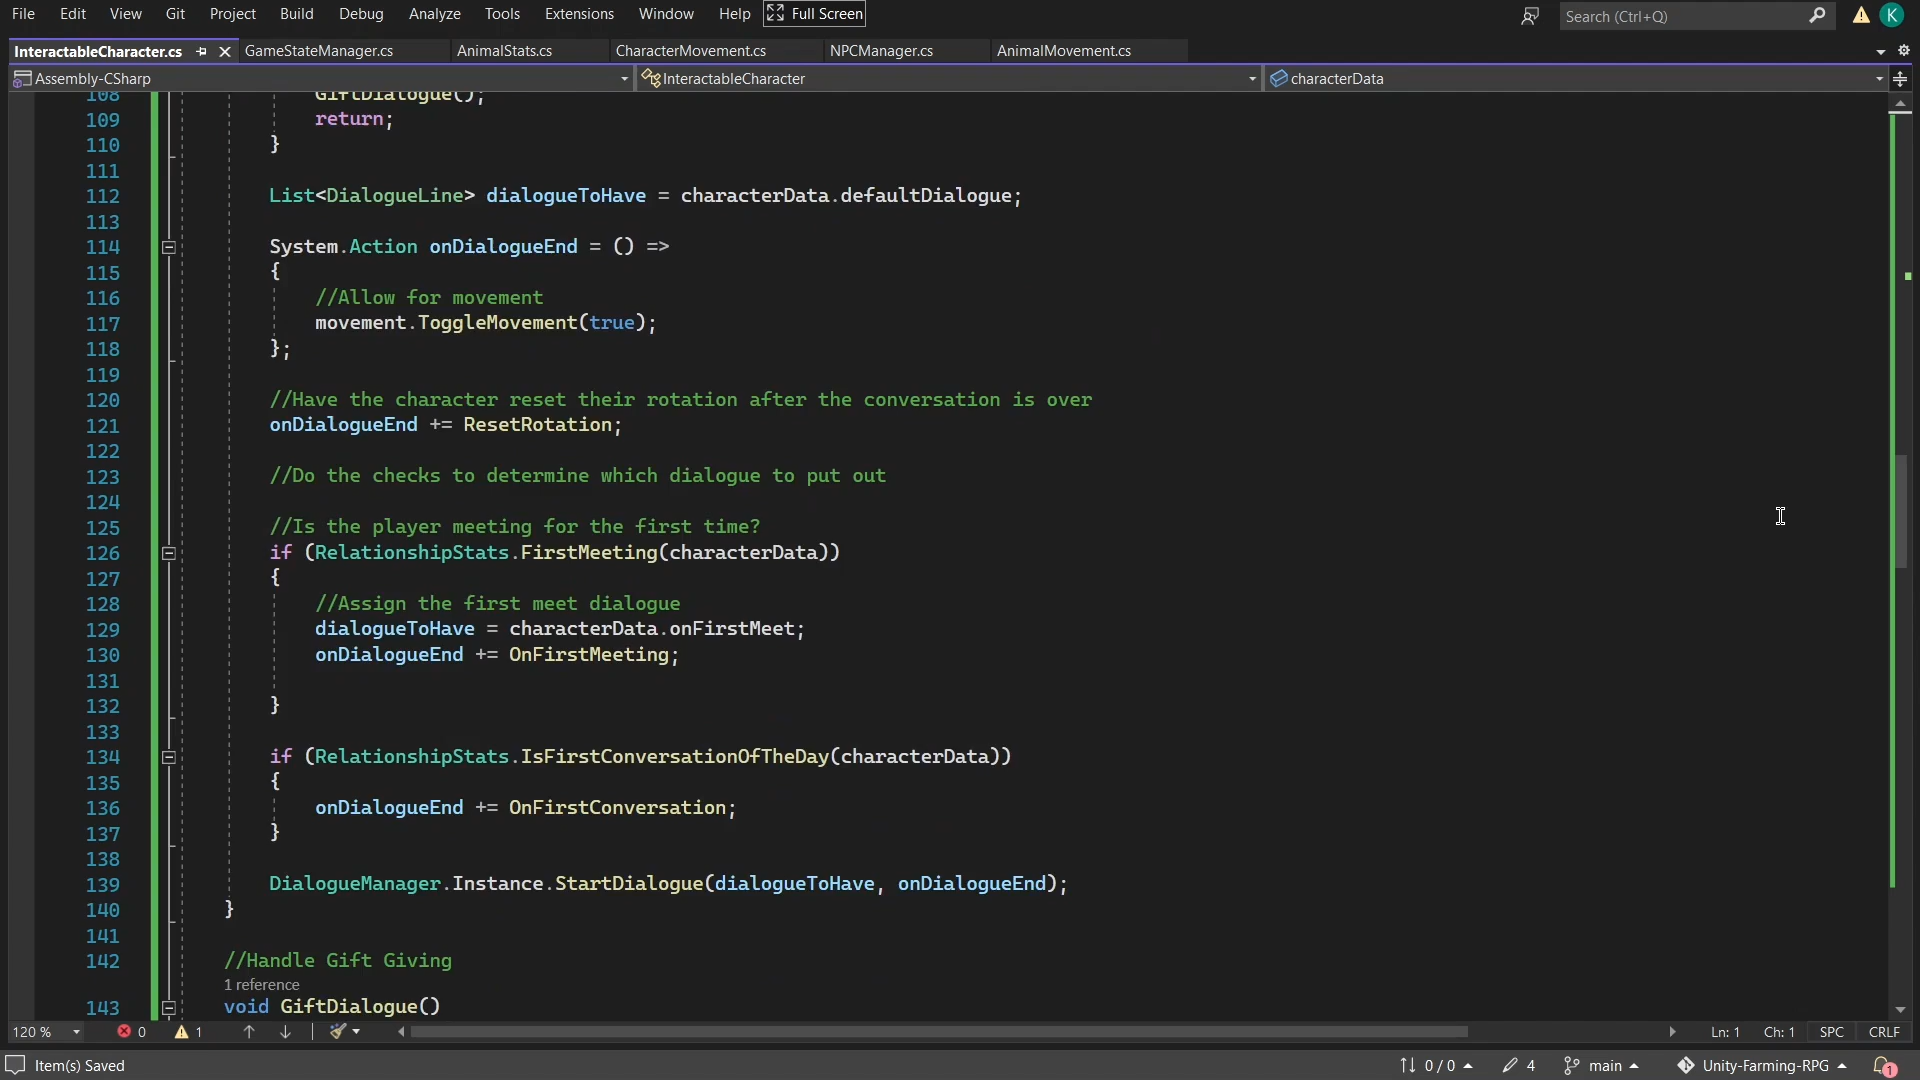 File Edit View Git Project Build Debug Analyze Tools Extensions Window Help Full Screen Search (Ctrl+Q) K
InteractableCharacter.cs GameStateManager.cs AnimalStats.cs CharacterMovement.cs NPCManager.cs AnimalMovement.cs
Assembly-CSharp InteractableCharacter characterData
108 GiftDialogue();
109 return;
110 }
111
112 List<DialogueLine> dialogueToHave = characterData.defaultDialogue;
113
114 System.Action onDialogueEnd = () =>
115 {
116 //Allow for movement
117 movement.ToggleMovement(true);
118 };
119
120 //Have the character reset their rotation after the conversation is over
121 onDialogueEnd += ResetRotation;
122
123 //Do the checks to determine which dialogue to put out
124
125 //Is the player meeting for the first time?
126 if (RelationshipStats.FirstMeeting(characterData))
127 {
128 //Assign the first meet dialogue
129 dialogueToHave = characterData.onFirstMeet;
130 onDialogueEnd += OnFirstMeeting;
131
132 }
133
134 if (RelationshipStats.IsFirstConversationOfTheDay(characterData))
135 {
136 onDialogueEnd += OnFirstConversation;
137 }
138
139 DialogueManager.Instance.StartDialogue(dialogueToHave, onDialogueEnd);
140 }
141
142 //Handle Gift Giving
1 reference
143 void GiftDialogue()
120 % 0 1 Ln: 1 Ch: 1 SPC CRLF
Item(s) Saved 0 / 0 4 main Unity-Farming-RPG 1